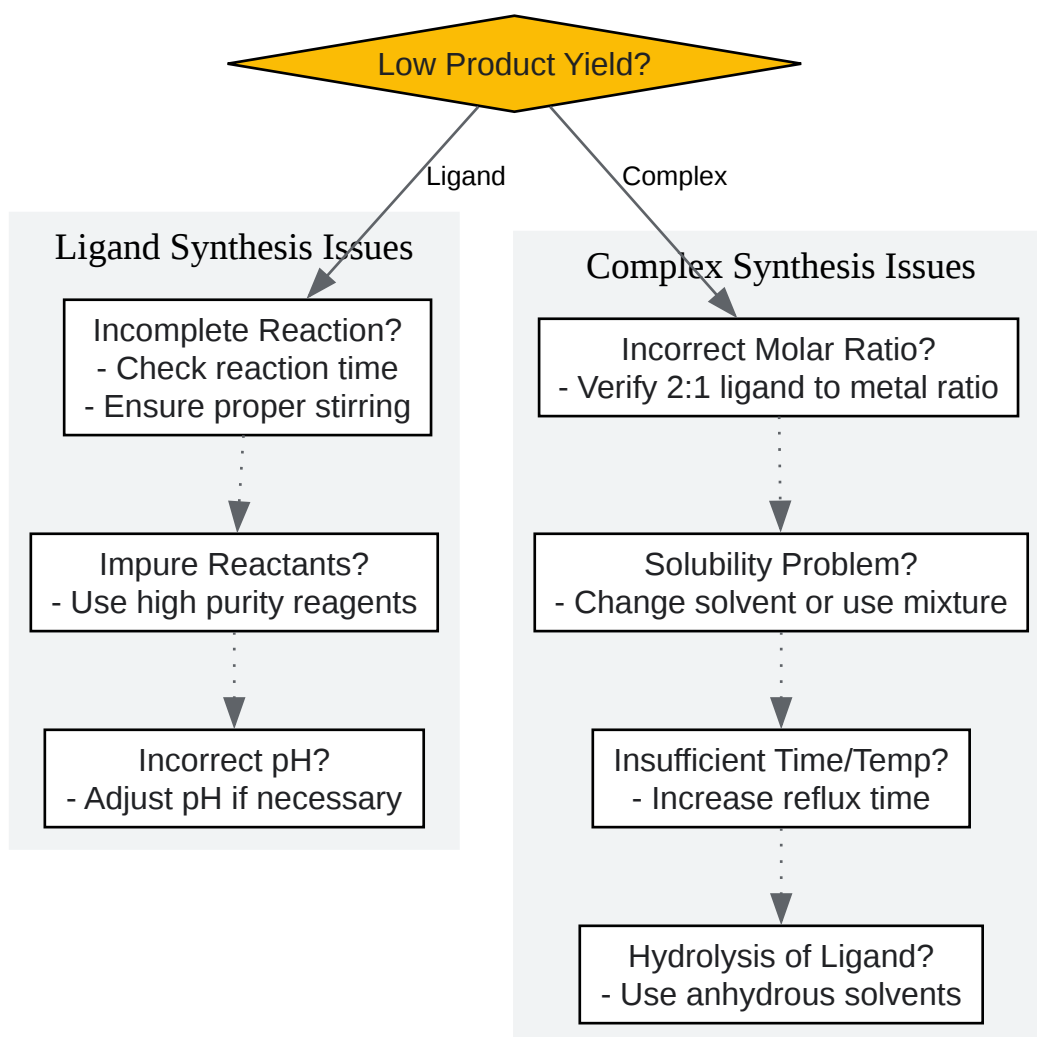 Low Product Yield?
Ligand
Complex
Ligand Synthesis Issues
Incomplete Reaction?
- Check reaction time
- Ensure proper stirring
Impure Reactants?
- Use high purity reagents
Incorrect pH?
- Adjust pH if necessary
Complex Synthesis Issues
Incorrect Molar Ratio?
- Verify 2:1 ligand to metal ratio
Solubility Problem?
- Change solvent or use mixture
Insufficient Time/Temp?
- Increase reflux time
Hydrolysis of Ligand?
- Use anhydrous solvents